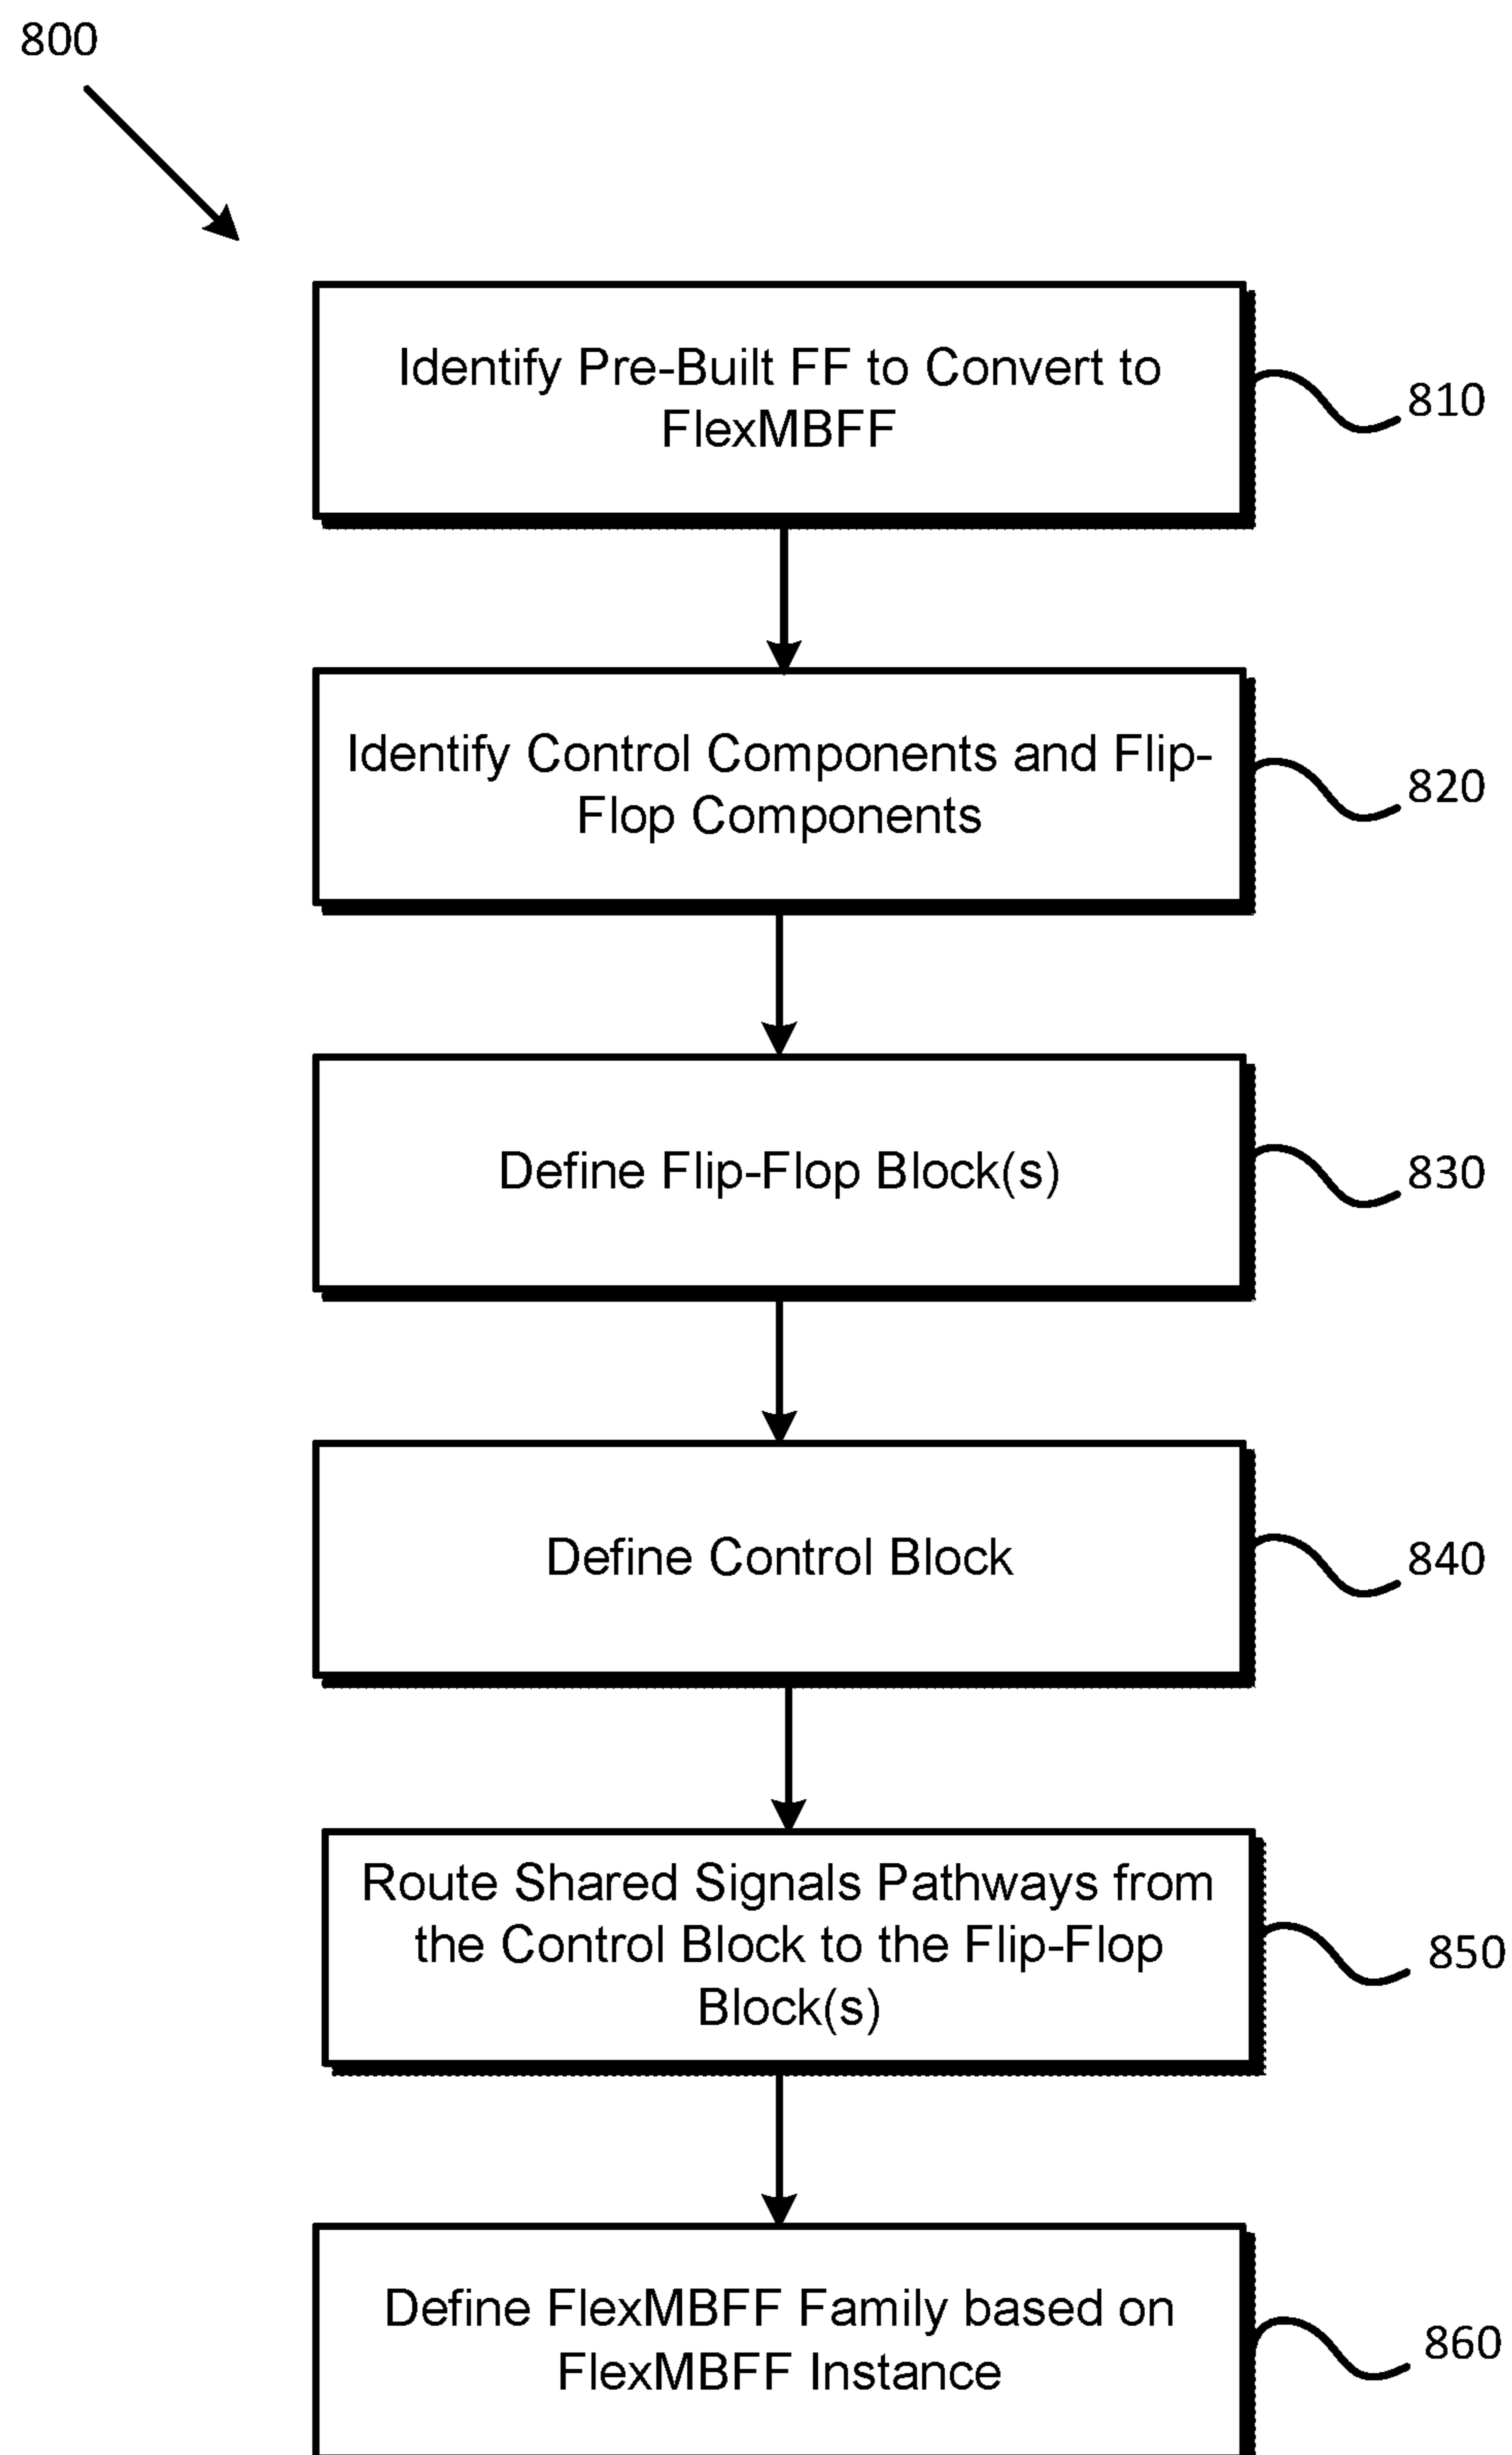 800
Identify Pre-Built FF to Convert to
FlexMBFF
810
Identify Control Components and Flip-
Flop Components
820
Define Flip-Flop Block(s)
830
Define Control Block
840
Route Shared Signals Pathways from
the Control Block to the Flip-Flop
Block(s)
850
Define FlexMBFF Family based on
FlexMBFF Instance
860